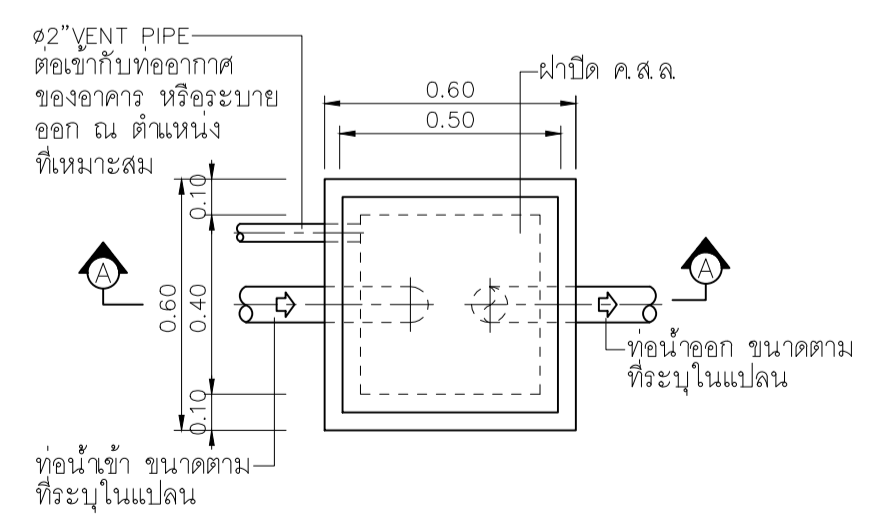 ø2"VENT PIPE
ต่อเข้ากับท่ออากาศ
ของอาคาร หรือระบาย
ออก ณ ตำแหน่ง
ที่เหมาะสม
ฝาปิด ค.ส.ล.
0.60
0.50
0.10
0.40
0.10
0.60
A
A
ท่อน้ำออก ขนาดตาม
ที่ระบุในแปลน
ท่อน้ำเข้า ขนาดตาม
ที่ระบุในแปลน